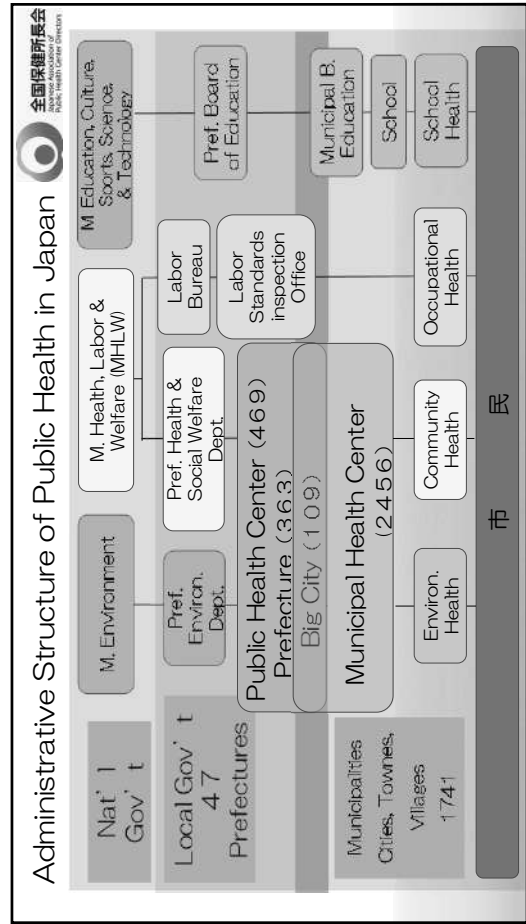 Administrative Structure of Public Health in Japan
全国保健所長会
Japanese Association of
Public Health Center Directors
Nat'l
Gov't
M. Environment
M. Health, Labor &
Welfare (MHLW)
M Education, Culture,
Sports, Science,
& Technology
Local Gov't
47
Prefectures
Pref.
Environ.
Dept.
Pref. Health &
Social Welfare
Dept.
Labor
Bureau
Pref. Board
of Education
Labor
Standards
inspection
Office
Public Health Center (469)
Prefecture (363)
Big City (109)
Municipal Health Center
(2456)
Municipalities
Cities, Townes,
Villages
1741
Municipal B.
Education
School
Environ.
Health
Community
Health
Occupational
Health
School
Health
市 民